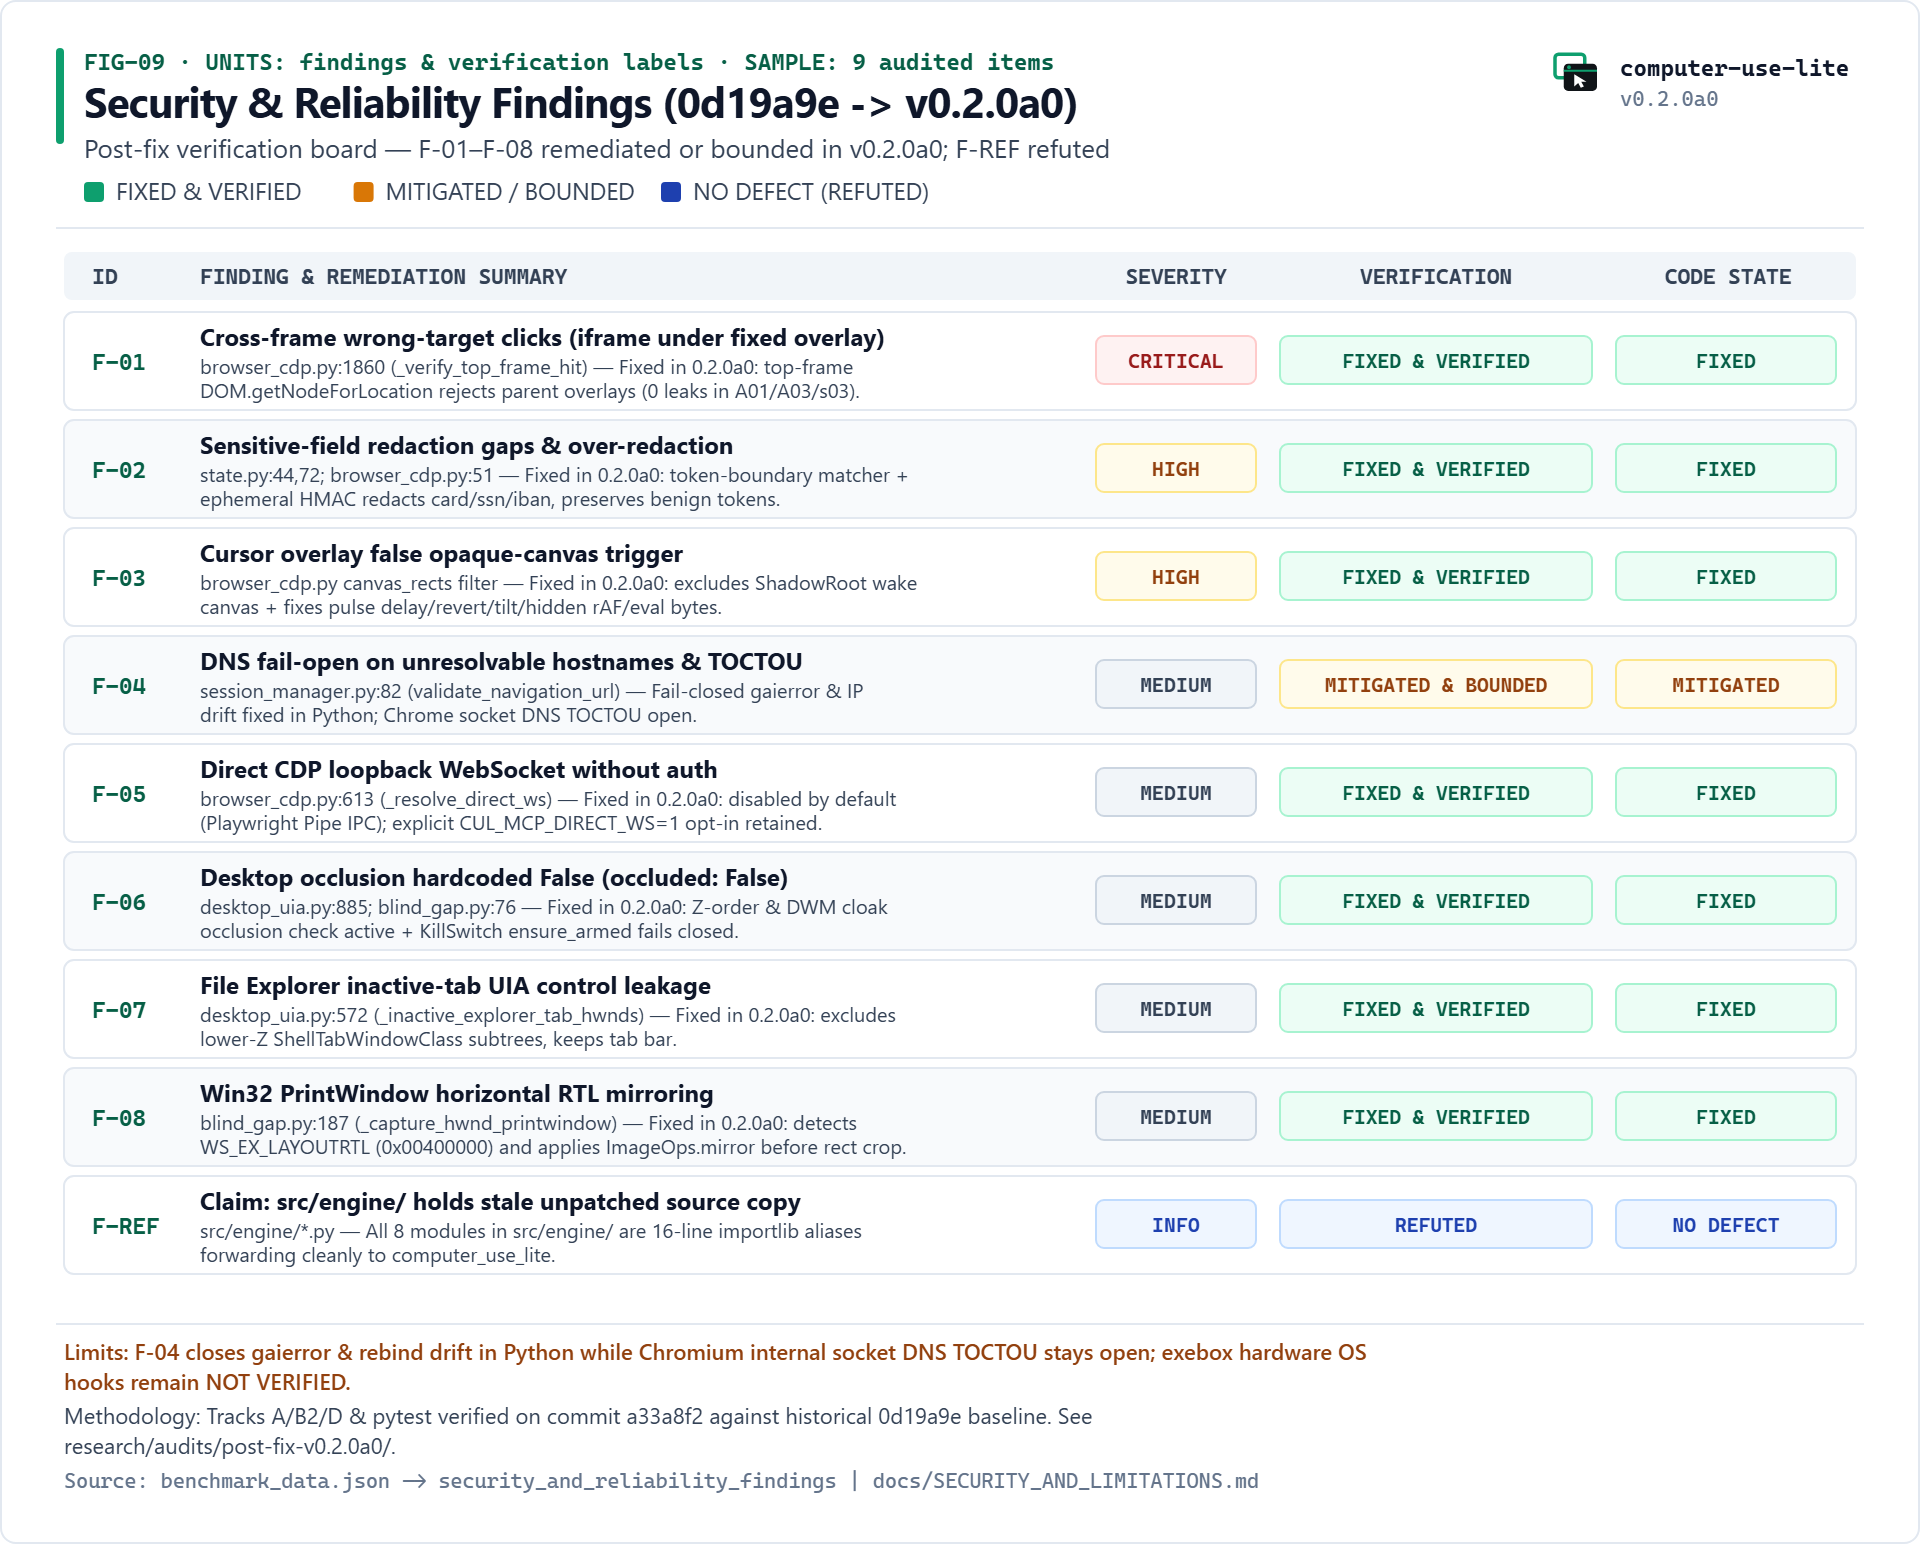 FIG-09 · UNITS: findings & verification labels · SAMPLE: 9 audited items
Security & Reliability Findings (0d19a9e -> v0.2.0a0)
Post-fix verification board — F-01–F-08 remediated or bounded in v0.2.0a0; F-REF refuted
FIXED & VERIFIED MITIGATED / BOUNDED NO DEFECT (REFUTED)
computer-use-lite
v0.2.0a0
ID FINDING & REMEDIATION SUMMARY SEVERITY VERIFICATION CODE STATE
F-01
Cross-frame wrong-target clicks (iframe under fixed overlay)
browser_cdp.py:1860 (_verify_top_frame_hit) — Fixed in 0.2.0a0: top-frame
DOM.getNodeForLocation rejects parent overlays (0 leaks in A01/A03/s03).
CRITICAL FIXED & VERIFIED FIXED
F-02
Sensitive-field redaction gaps & over-redaction
state.py:44,72; browser_cdp.py:51 — Fixed in 0.2.0a0: token-boundary matcher +
ephemeral HMAC redacts card/ssn/iban, preserves benign tokens.
HIGH FIXED & VERIFIED FIXED
F-03
Cursor overlay false opaque-canvas trigger
browser_cdp.py canvas_rects filter — Fixed in 0.2.0a0: excludes ShadowRoot wake
canvas + fixes pulse delay/revert/tilt/hidden rAF/eval bytes.
HIGH FIXED & VERIFIED FIXED
F-04
DNS fail-open on unresolvable hostnames & TOCTOU
session_manager.py:82 (validate_navigation_url) — Fail-closed gaierror & IP
drift fixed in Python; Chrome socket DNS TOCTOU open.
MEDIUM MITIGATED & BOUNDED MITIGATED
F-05
Direct CDP loopback WebSocket without auth
browser_cdp.py:613 (_resolve_direct_ws) — Fixed in 0.2.0a0: disabled by default
(Playwright Pipe IPC); explicit CUL_MCP_DIRECT_WS=1 opt-in retained.
MEDIUM FIXED & VERIFIED FIXED
F-06
Desktop occlusion hardcoded False (occluded: False)
desktop_uia.py:885; blind_gap.py:76 — Fixed in 0.2.0a0: Z-order & DWM cloak
occlusion check active + KillSwitch ensure_armed fails closed.
MEDIUM FIXED & VERIFIED FIXED
F-07
File Explorer inactive-tab UIA control leakage
desktop_uia.py:572 (_inactive_explorer_tab_hwnds) — Fixed in 0.2.0a0: excludes
lower-Z ShellTabWindowClass subtrees, keeps tab bar.
MEDIUM FIXED & VERIFIED FIXED
F-08
Win32 PrintWindow horizontal RTL mirroring
blind_gap.py:187 (_capture_hwnd_printwindow) — Fixed in 0.2.0a0: detects
WS_EX_LAYOUTRTL (0x00400000) and applies ImageOps.mirror before rect crop.
MEDIUM FIXED & VERIFIED FIXED
F-REF
Claim: src/engine/ holds stale unpatched source copy
src/engine/*.py — All 8 modules in src/engine/ are 16-line importlib aliases
forwarding cleanly to computer_use_lite.
INFO REFUTED NO DEFECT
Limits: F-04 closes gaierror & rebind drift in Python while Chromium internal socket DNS TOCTOU stays open; exebox hardware OS
hooks remain NOT VERIFIED.
Methodology: Tracks A/B2/D & pytest verified on commit a33a8f2 against historical 0d19a9e baseline. See
research/audits/post-fix-v0.2.0a0/.
Source: benchmark_data.json —> security_and_reliability_findings | docs/SECURITY_AND_LIMITATIONS.md